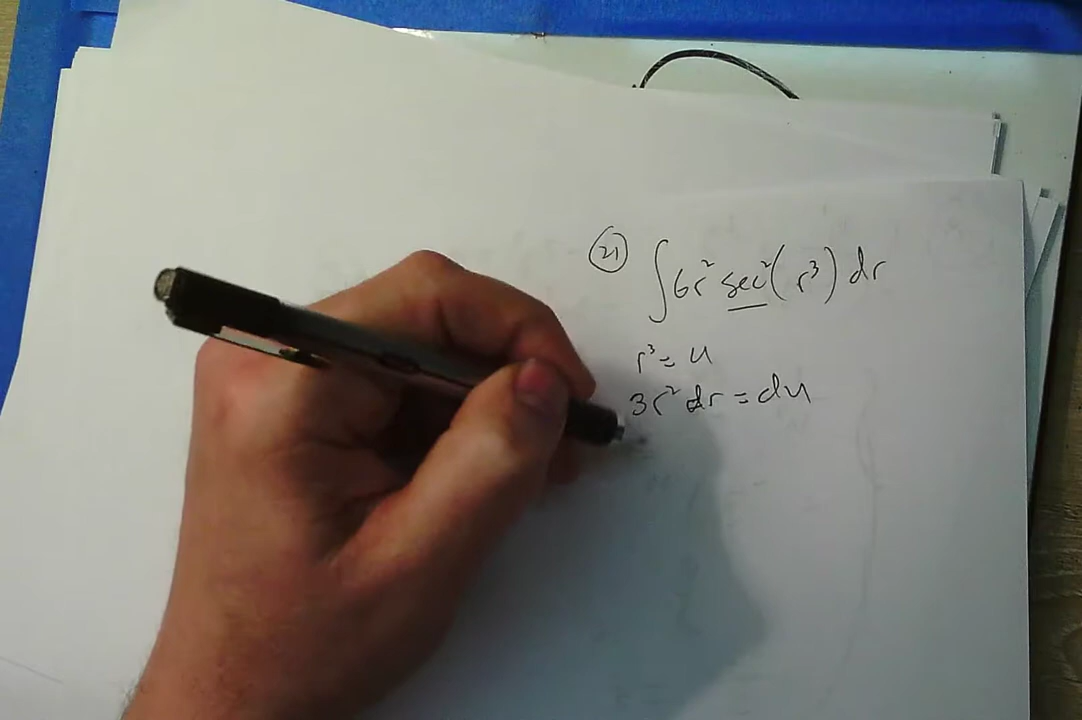 (21) ∫6r² sec²(r³) dr
r³ = u
3r² dr = du